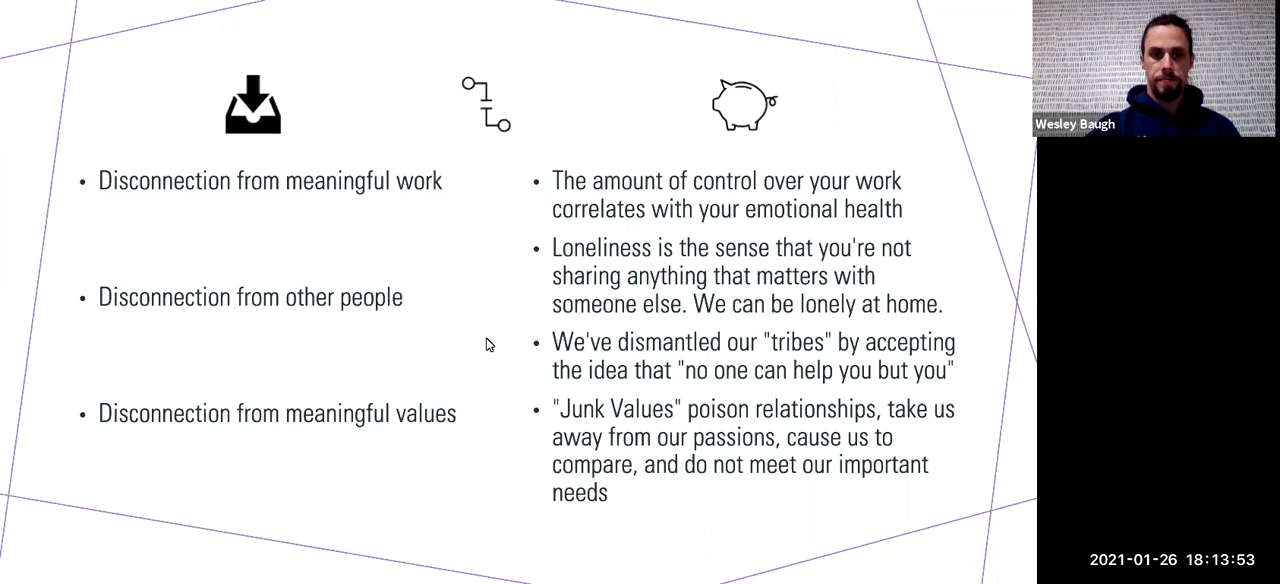 • Disconnection from meaningful work
• Disconnection from other people
• Disconnection from meaningful values
• The amount of control over your work
correlates with your emotional health
• Loneliness is the sense that you're not
sharing anything that matters with
someone else. We can be lonely at home.
• We've dismantled our "tribes" by accepting
the idea that "no one can help you but you"
• "Junk Values" poison relationships, take us
away from our passions, cause us to
compare, and do not meet our important
needs
Wesley Baugh
2021-01-26 18:13:53